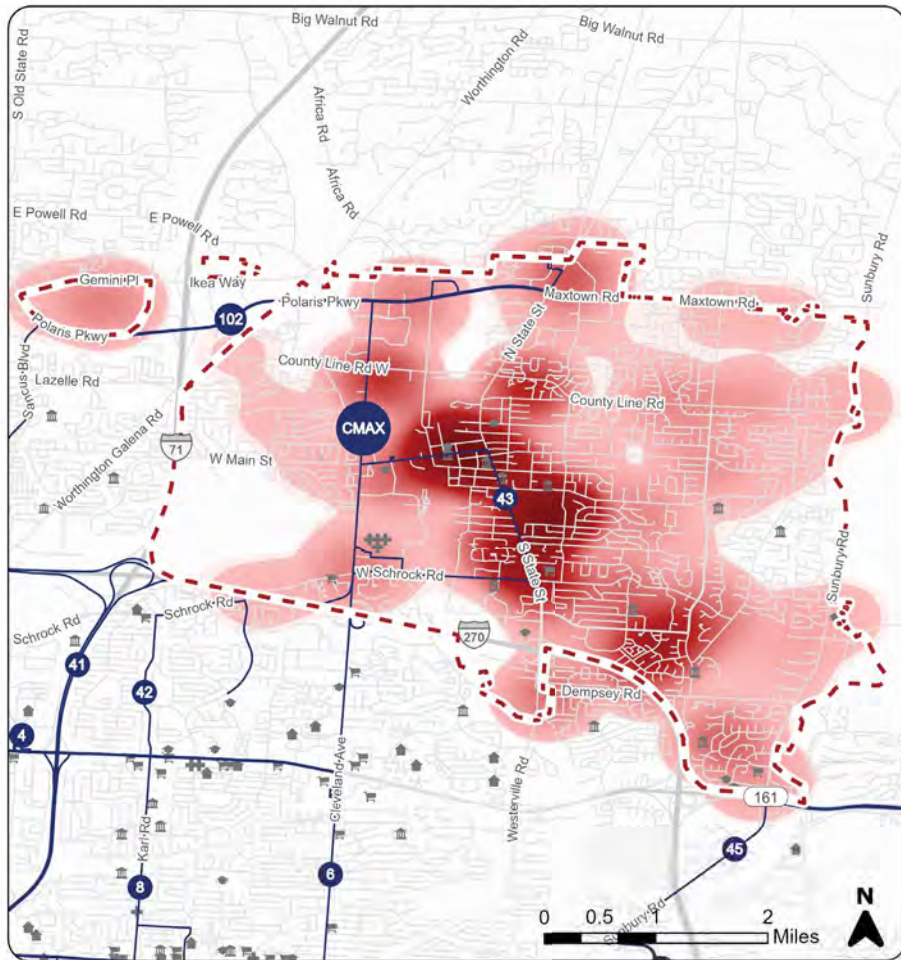 Big Walnut Rd
Big Walnut Rd
S Old State Rd
Worthington Rd
Africa Rd
Africa Rd
E Powell Rd
E Powell Rd
Sunbury Rd
Gemini Pl
Ikea Way
Polaris Pkwy
Maxtown Rd
Maxtown Rd
102
Polaris Pkwy
N State St
Sancus Blvd
County Line Rd W
Lazelle Rd
County Line Rd
CMAX
Worthington Galena Rd
71
W Main St
43
S State St
W Schrock Rd
Sunbury Rd
Schrock Rd
Schrock Rd
270
41
42
Dempsey Rd
4
Cleveland Ave
Westerville Rd
161
Karl Rd
45
8
6
Sunbury Rd
N
0 0.5 1 2
Miles